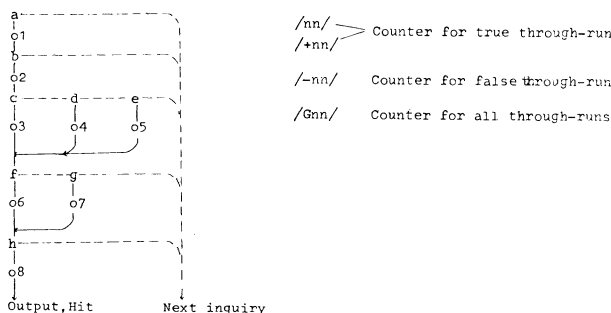 a
o1
b
o2
c d e
o3 o4 o5
f g
o6 o7
h
o8
Output,Hit Next inquiry
/nn/
/+nn/
Counter for true through-run
/-nn/ Counter for false through-run
/Gnn/ Counter for all through-runs